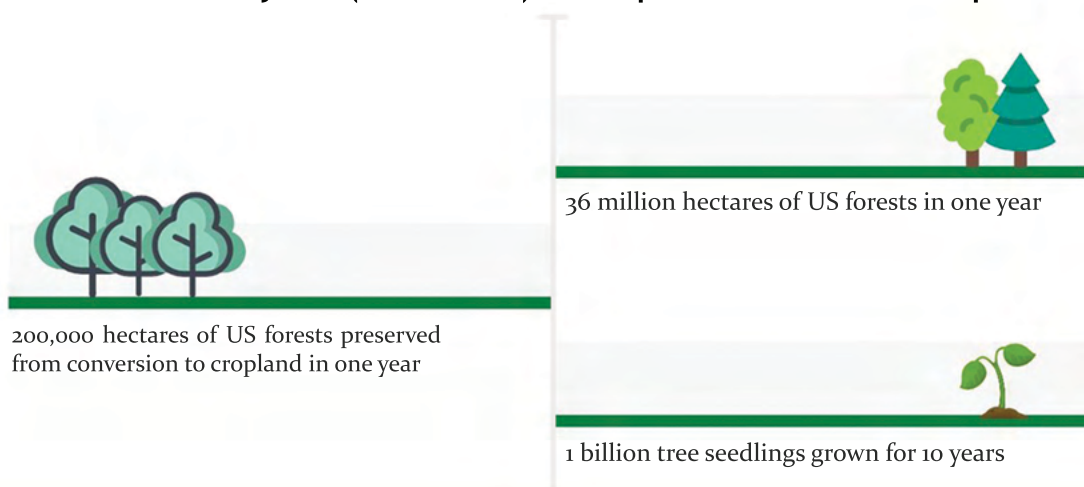 200,000 hectares of US forests preserved
from conversion to cropland in one year
36 million hectares of US forests in one year
1 billion tree seedlings grown for 10 years